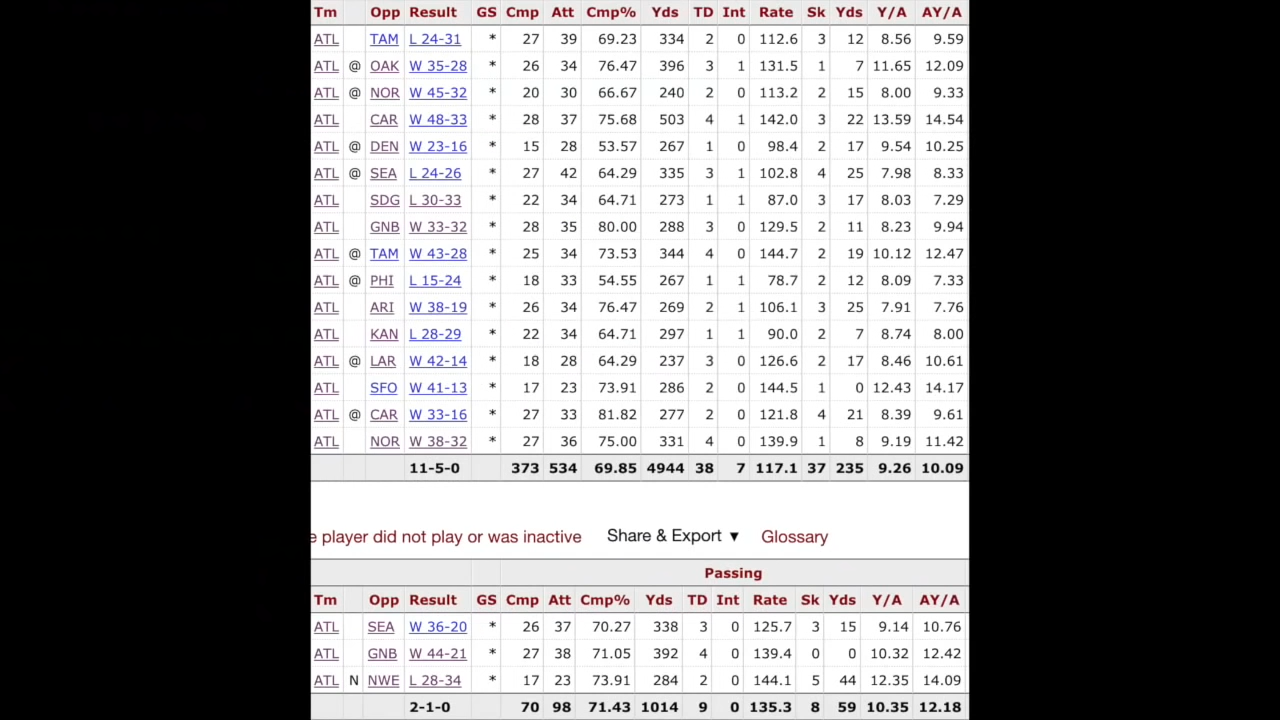 Tm Opp Result GS Cmp Att Cmp% Yds TD Int Rate Sk Yds Y/A AY/A
ATL TAM L 24-31 * 27 39 69.23 334 2 0 112.6 3 12 8.56 9.59
ATL @ OAK W 35-28 * 26 34 76.47 396 3 1 131.5 1 7 11.65 12.09
ATL @ NOR W 45-32 * 20 30 66.67 240 2 0 113.2 2 15 8.00 9.33
ATL CAR W 48-33 * 28 37 75.68 503 4 1 142.0 3 22 13.59 14.54
ATL @ DEN W 23-16 * 15 28 53.57 267 1 0 98.4 2 17 9.54 10.25
ATL @ SEA L 24-26 * 27 42 64.29 335 3 1 102.8 4 25 7.98 8.33
ATL SDG L 30-33 * 22 34 64.71 273 1 1 87.0 3 17 8.03 7.29
ATL GNB W 33-32 * 28 35 80.00 288 3 0 129.5 2 11 8.23 9.94
ATL @ TAM W 43-28 * 25 34 73.53 344 4 0 144.7 2 19 10.12 12.47
ATL @ PHI L 15-24 * 18 33 54.55 267 1 1 78.7 2 12 8.09 7.33
ATL ARI W 38-19 * 26 34 76.47 269 2 1 106.1 3 25 7.91 7.76
ATL KAN L 28-29 * 22 34 64.71 297 1 1 90.0 2 7 8.74 8.00
ATL @ LAR W 42-14 * 18 28 64.29 237 3 0 126.6 2 17 8.46 10.61
ATL SFO W 41-13 * 17 23 73.91 286 2 0 144.5 1 0 12.43 14.17
ATL @ CAR W 33-16 * 27 33 81.82 277 2 0 121.8 4 21 8.39 9.61
ATL NOR W 38-32 * 27 36 75.00 331 4 0 139.9 1 8 9.19 11.42
11-5-0 373 534 69.85 4944 38 7 117.1 37 235 9.26 10.09
e player did not play or was inactive Share & Export ▼ Glossary
Passing
Tm Opp Result GS Cmp Att Cmp% Yds TD Int Rate Sk Yds Y/A AY/A
ATL SEA W 36-20 * 26 37 70.27 338 3 0 125.7 3 15 9.14 10.76
ATL GNB W 44-21 * 27 38 71.05 392 4 0 139.4 0 0 10.32 12.42
ATL N NWE L 28-34 * 17 23 73.91 284 2 0 144.1 5 44 12.35 14.09
2-1-0 70 98 71.43 1014 9 0 135.3 8 59 10.35 12.18